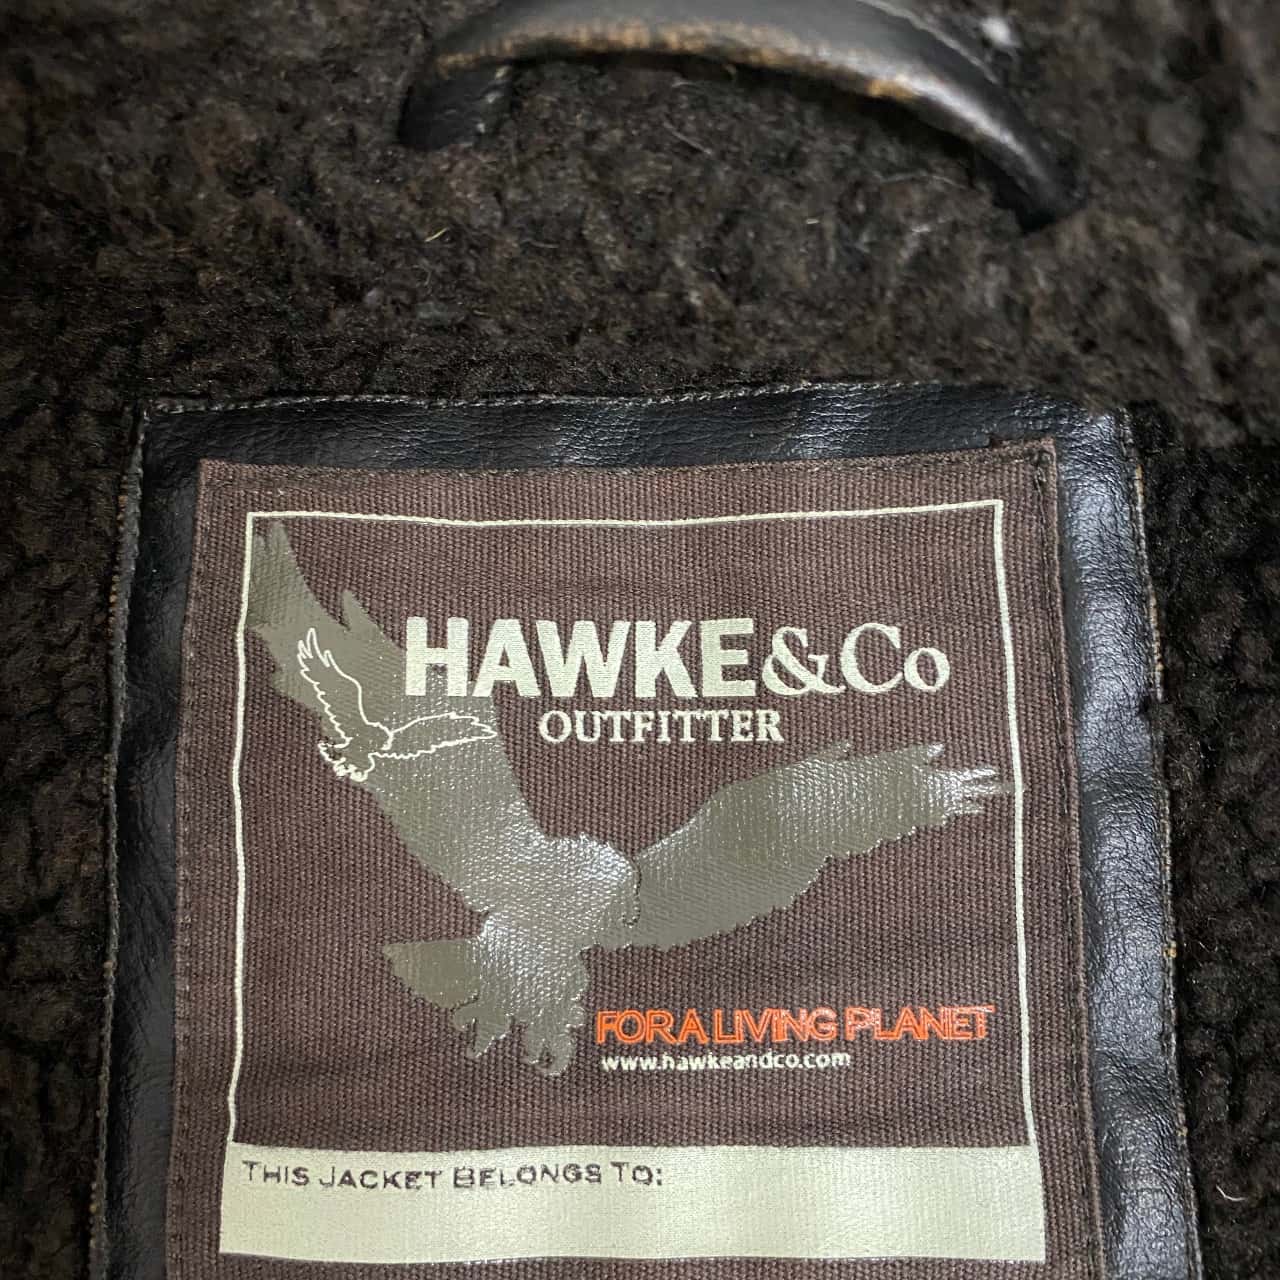 HAWKE&Co
OUTFITTER
FOR A LIVING PLANET
www.hawkeandco.com
THIS JACKET BELONGS TO: